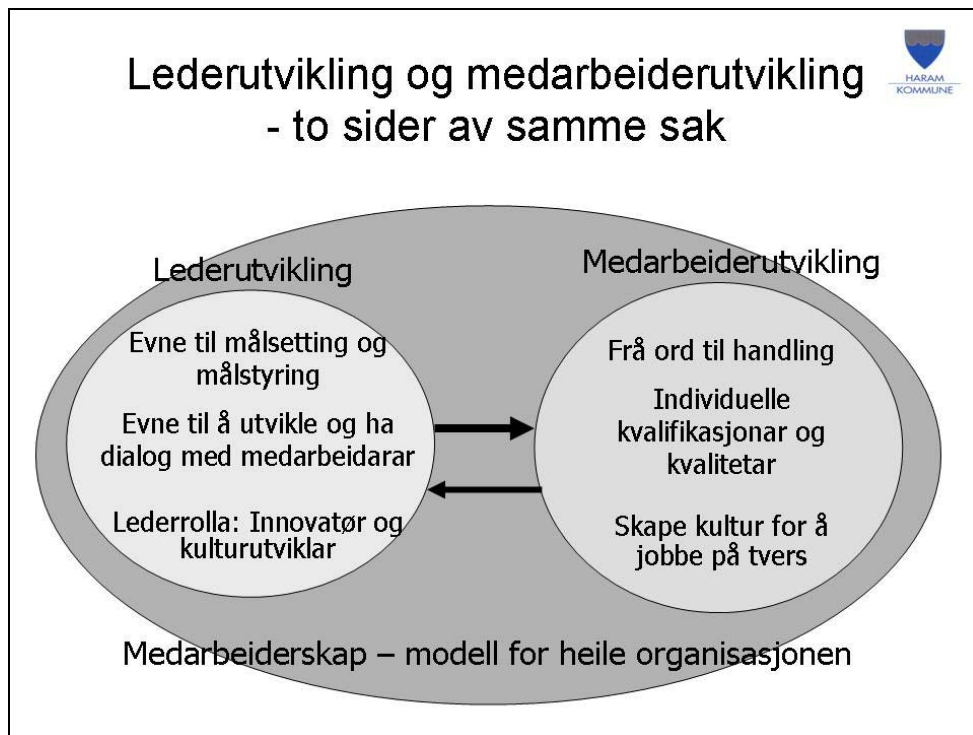 Lederutvikling og medarbeiderutvikling
- to sider av samme sak
HARAM
KOMMUNE
Lederutvikling
Evne til målsetting og
målstyring
Evne til å utvikle og ha
dialog med medarbeidarar
Lederrolla: Innovatør og
kulturutviklar
Medarbeiderutvikling
Frå ord til handling
Individuelle
kvalifikasjonar og
kvalitetar
Skape kultur for å
jobbe på tvers
Medarbeiderskap – modell for heile organisasjonen